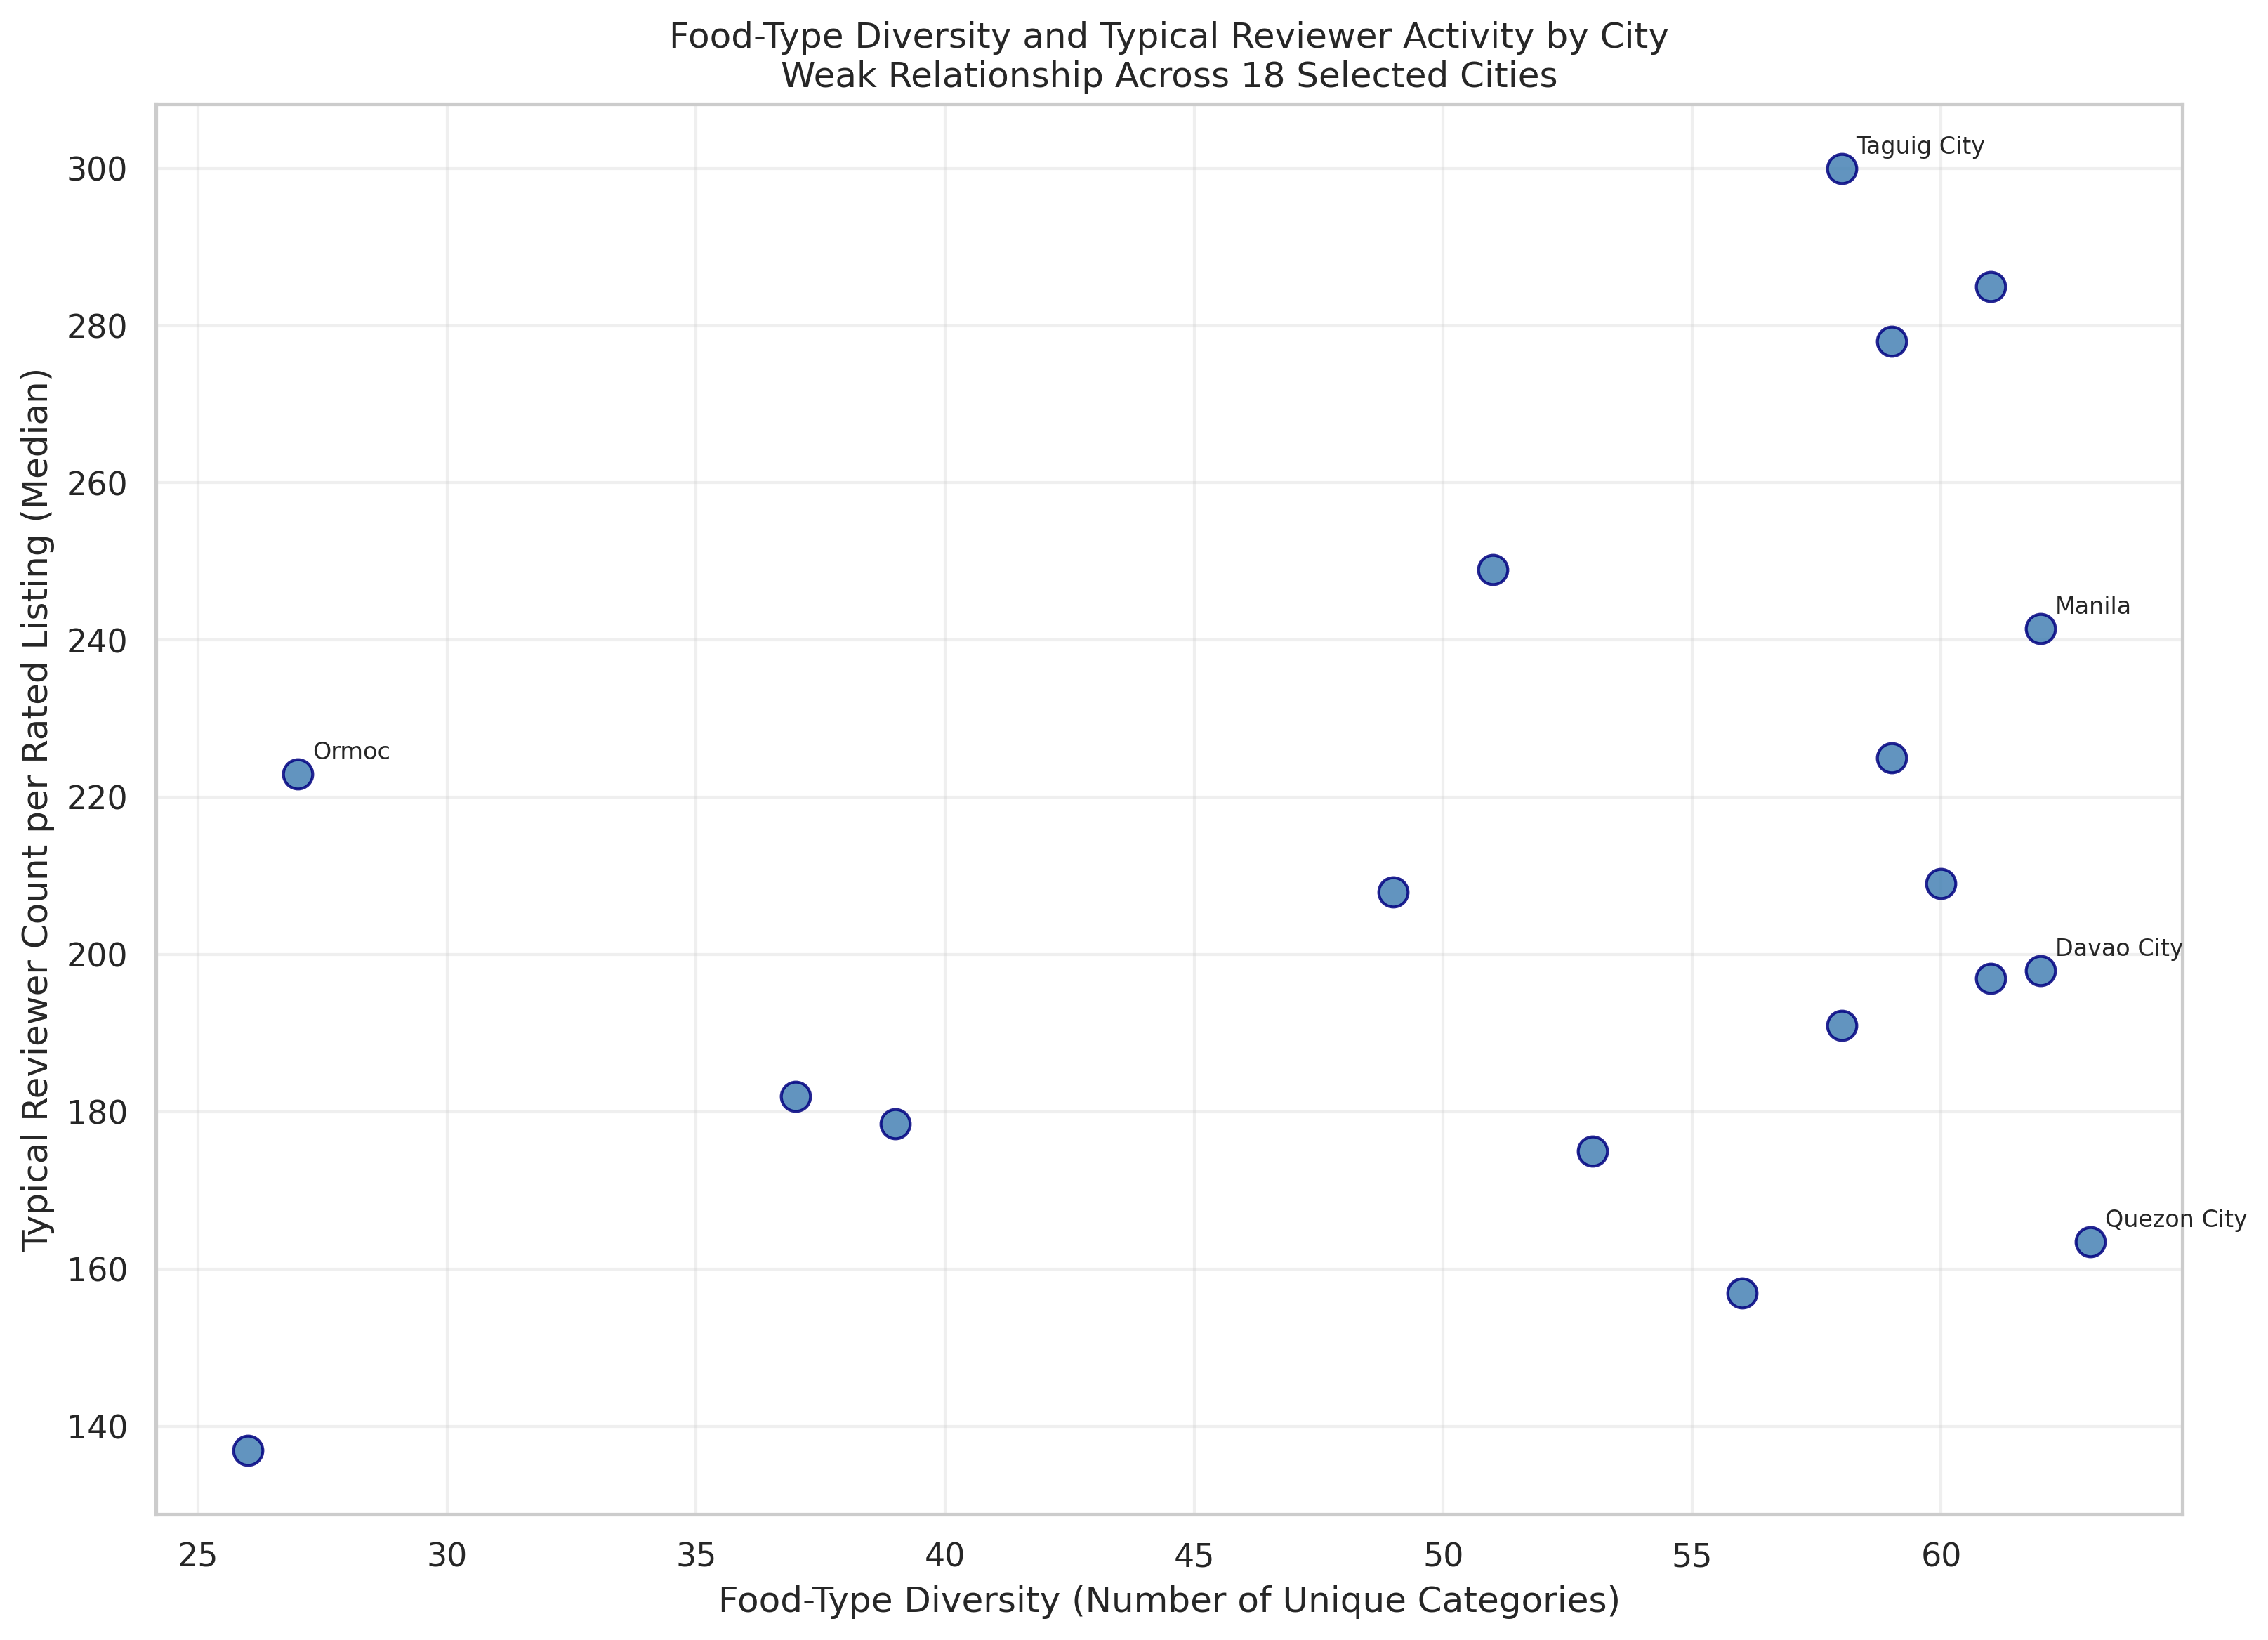 Food-Type Diversity and Typical Reviewer Activity by City
Weak Relationship Across 18 Selected Cities
Typical Reviewer Count per Rated Listing (Median)
300
280
260
240
220
200
180
160
140
Taguig City
Manila
Ormoc
Davao City
Quezon City
25 30 35 40 45 50 55 60
Food-Type Diversity (Number of Unique Categories)